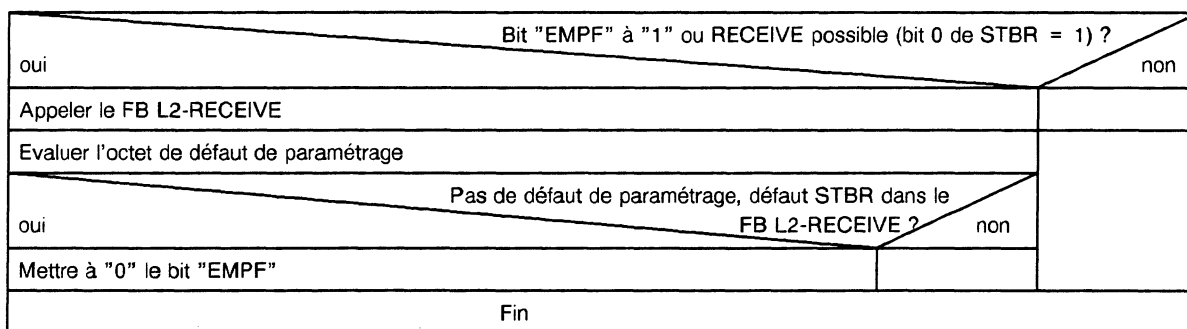 Bit "EMPF" à "1" ou RECEIVE possible (bit 0 de STBR = 1) ?
oui
non
Appeler le FB L2-RECEIVE
Evaluer l'octet de défaut de paramétrage
Pas de défaut de paramétrage, défaut STBR dans le
FB L2-RECEIVE ?
oui
non
Mettre à "0" le bit "EMPF"
Fin